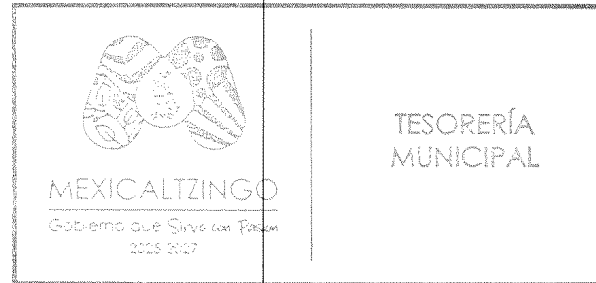 MEXICALTZINGO
Gobierno que Sirve con Pasión
2025-2027
TESORERÍA
MUNICIPAL